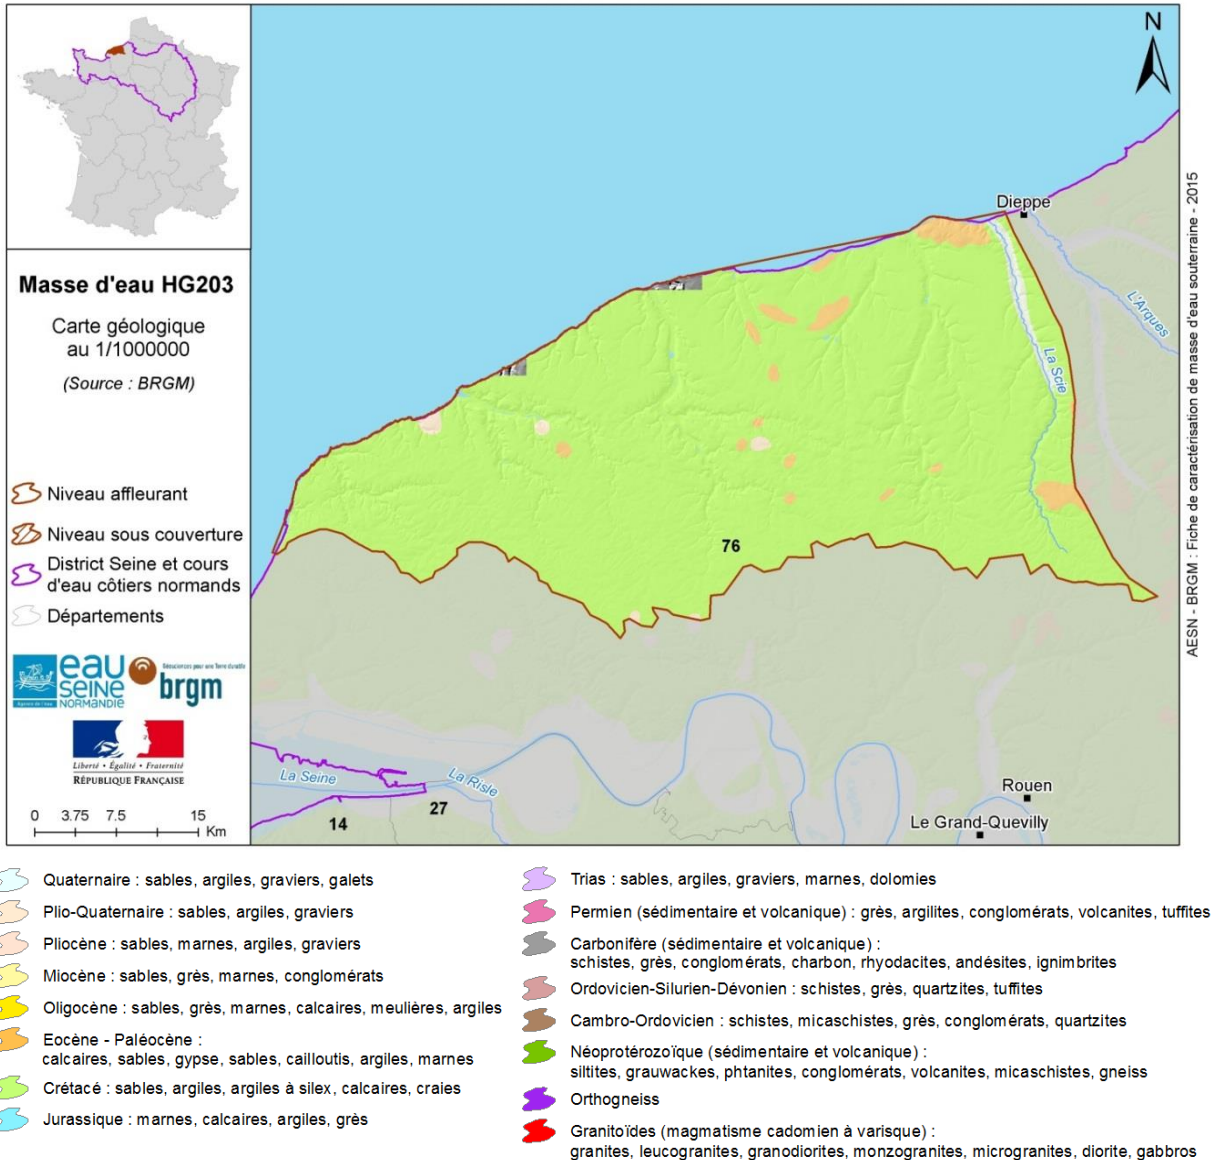 N
Dieppe
L'Arques
La Scie
76
Masse d'eau HG203
Carte géologique
au 1/1000000
(Source : BRGM)
Niveau affleurant
Niveau sous couverture
District Seine et cours
d'eau côtiers normands
Départements
eau
SEINE
NORMANDIE
Géosciences pour une Terre durable
brgm
Liberté • Égalité • Fraternité
RÉPUBLIQUE FRANÇAISE
0 3.75 7.5 15
Km
La Seine
La Risle
27
14
Rouen
Le Grand-Quevilly
AESN - BRGM : Fiche de caractérisation de masse d'eau souterraine - 2015
Quaternaire : sables, argiles, graviers, galets
Plio-Quaternaire : sables, argiles, graviers
Pliocène : sables, marnes, argiles, graviers
Miocène : sables, grès, marnes, conglomérats
Oligocène : sables, grès, marnes, calcaires, meulières, argiles
Eocène - Paléocène :
calcaires, sables, gypse, sables, cailloutis, argiles, marnes
Crétacé : sables, argiles, argiles à silex, calcaires, craies
Jurassique : marnes, calcaires, argiles, grès
Trias : sables, argiles, graviers, marnes, dolomies
Permien (sédimentaire et volcanique) : grès, argilites, conglomérats, volcanites, tuffites
Carbonifère (sédimentaire et volcanique) :
schistes, grès, conglomérats, charbon, rhyodacites, andésites, ignimbrites
Ordovicien-Silurien-Dévonien : schistes, grès, quartzites, tuffites
Cambro-Ordovicien : schistes, micaschistes, grès, conglomérats, quartzites
Néoprotérozoïque (sédimentaire et volcanique) :
siltites, grauwackes, phtanites, conglomérats, volcanites, micaschistes, gneiss
Orthogneiss
Granitoïdes (magmatisme cadomien à varisque) :
granites, leucogranites, granodiorites, monzogranites, microgranites, diorite, gabbros